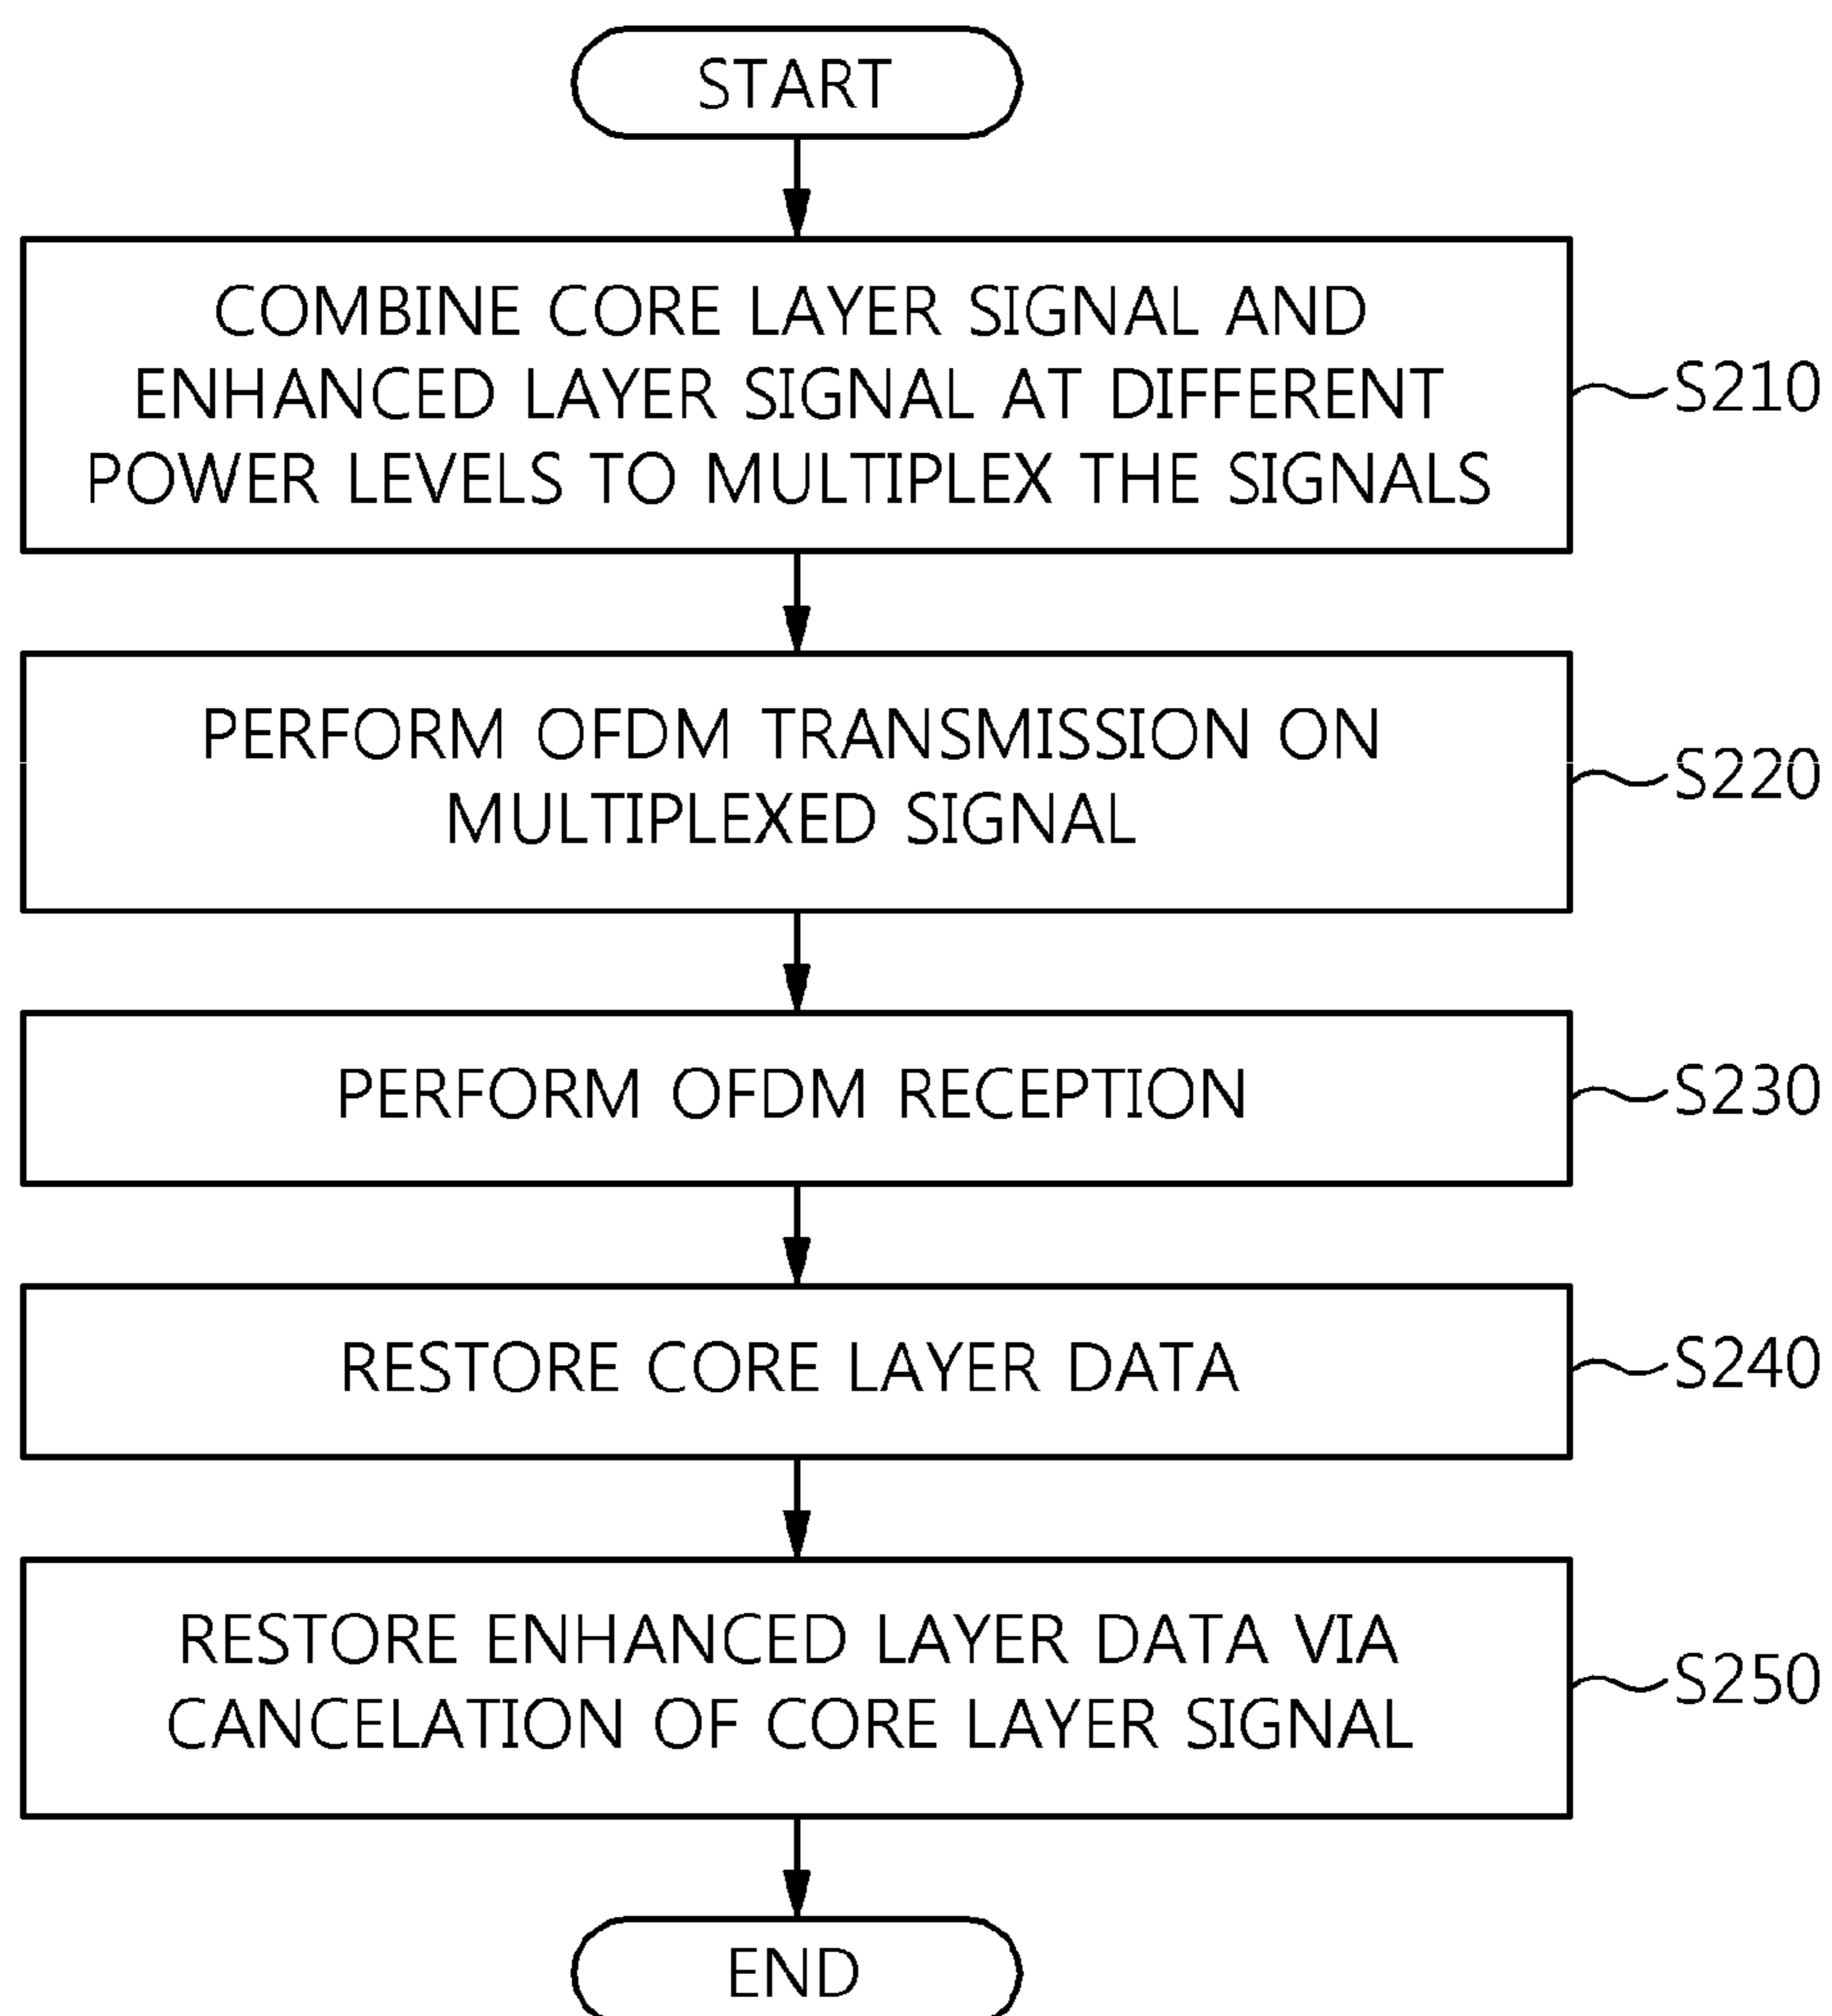 START
COMBINE CORE LAYER SIGNAL AND
ENHANCED LAYER SIGNAL AT DIFFERENT
POWER LEVELS TO MULTIPLEX THE SIGNALS
S210
PERFORM OFDM TRANSMISSION ON
MULTIPLEXED SIGNAL
S220
PERFORM OFDM RECEPTION
S230
RESTORE CORE LAYER DATA
S240
RESTORE ENHANCED LAYER DATA VIA
CANCELATION OF CORE LAYER SIGNAL
S250
END